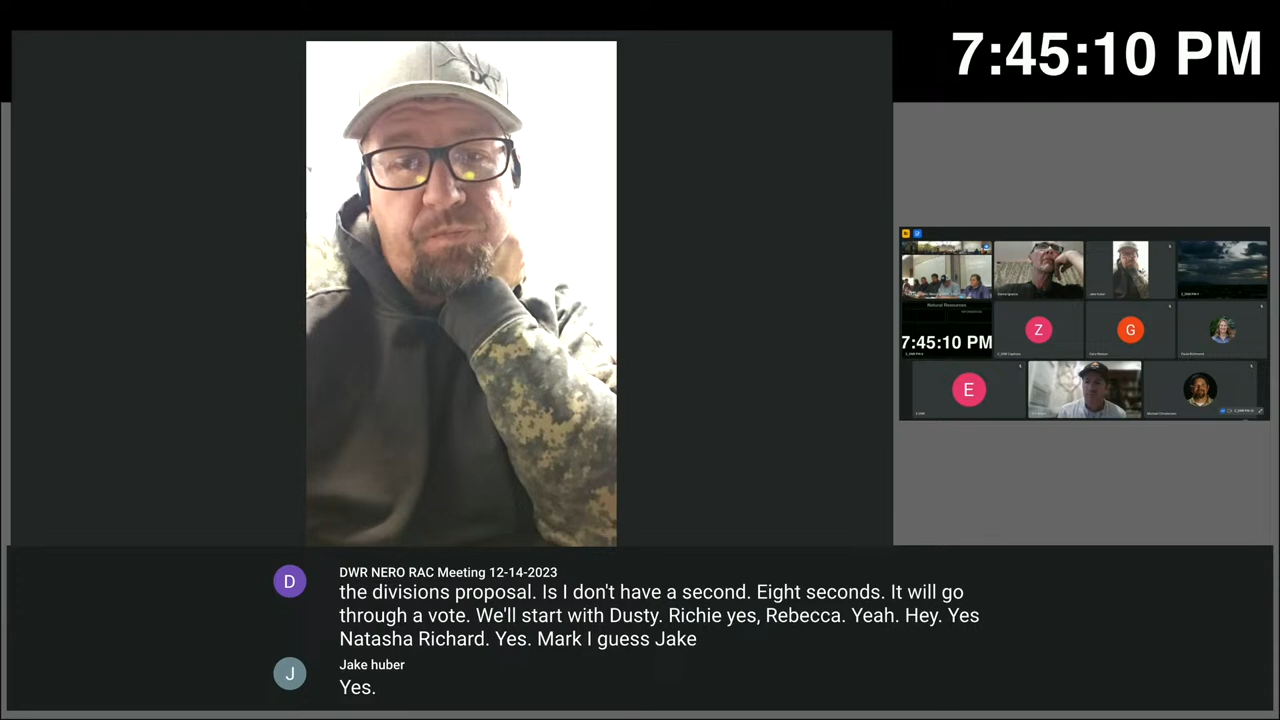 7:45:10 PM
Natural Resources
7:45:10 PM
Z
G
E
D
DWR NERO RAC Meeting 12-14-2023
the divisions proposal. Is I don't have a second. Eight seconds. It will go
through a vote. We'll start with Dusty. Richie yes, Rebecca. Yeah. Hey. Yes
Natasha Richard. Yes. Mark I guess Jake
J
Jake huber
Yes.